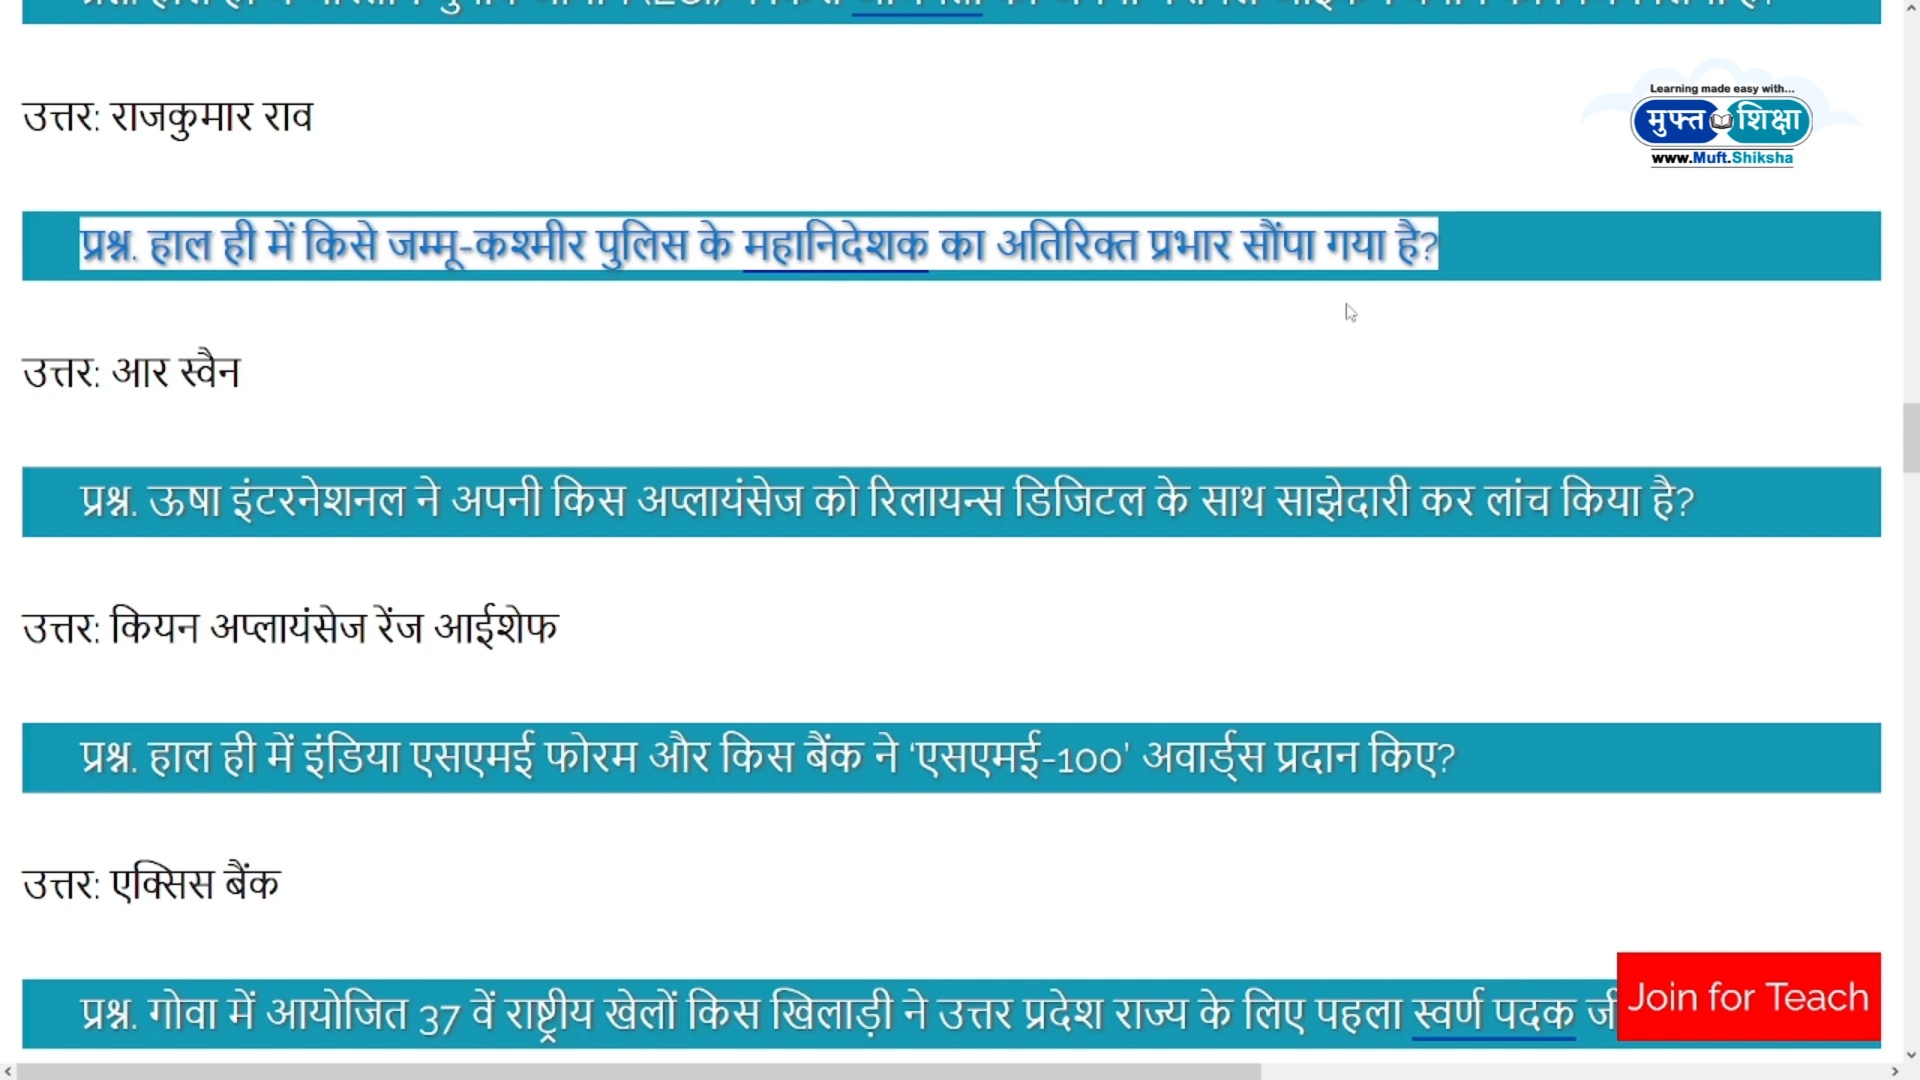 उत्तर: राजकुमार राव
Learning made easy with...
मुफ्त शिक्षा
www.Muft.Shiksha
प्रश्न. हाल ही में किसे जम्मू-कश्मीर पुलिस के महानिदेशक का अतिरिक्त प्रभार सौंपा गया है?
उत्तर: आर स्वैन
प्रश्न. ऊषा इंटरनेशनल ने अपनी किस अप्लायंसेज को रिलायन्स डिजिटल के साथ साझेदारी कर लांच किया है?
उत्तर: कियन अप्लायंसेज रेंज आईशेफ
प्रश्न. हाल ही में इंडिया एसएमई फोरम और किस बैंक ने ‘एसएमई-100’ अवार्ड्स प्रदान किए?
उत्तर: एक्सिस बैंक
प्रश्न. गोवा में आयोजित 37 वें राष्ट्रीय खेलों किस खिलाड़ी ने उत्तर प्रदेश राज्य के लिए पहला स्वर्ण पदक
Join for Teach